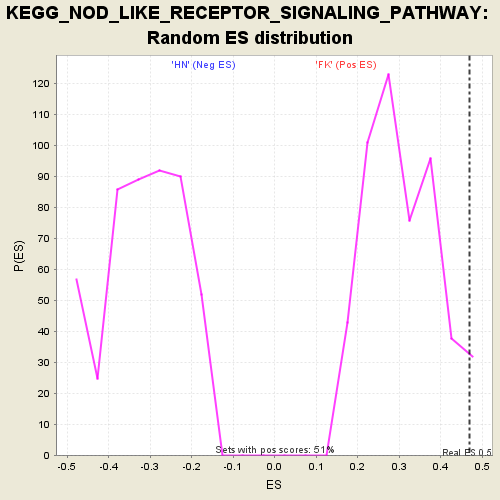 KEGG_NOD_LIKE_RECEPTOR_SIGNALING_PATHWAY:
Random ES distribution
'HN' (Neg ES) 'FK' (Pos ES)
120
110
100
90
80
70
60
50
40
30
20
10
0
P(ES)
Sets with pos scores: 51%
Real ES 0.5
-0.5 -0.4 -0.3 -0.2 -0.1 0.0 0.1 0.2 0.3 0.4 0.5
ES